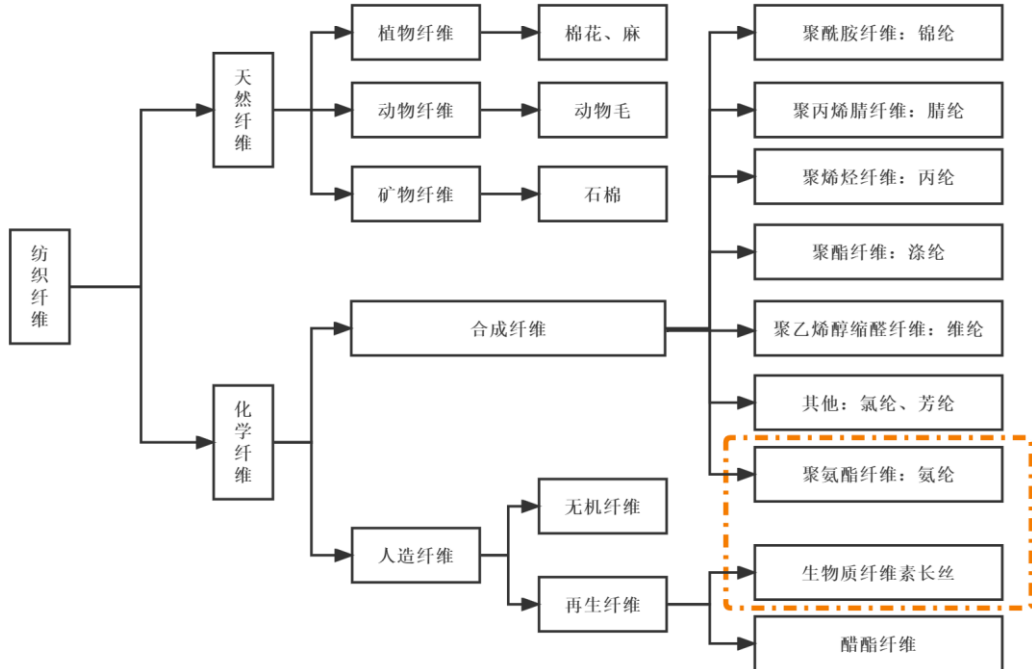 纺织纤维
天然纤维
植物纤维
棉花、麻
动物纤维
动物毛
矿物纤维
石棉
化学纤维
合成纤维
聚酰胺纤维：锦纶
聚丙烯腈纤维：腈纶
聚烯烃纤维：丙纶
聚酯纤维：涤纶
聚乙烯醇缩醛纤维：维纶
其他：氯纶、芳纶
聚氨酯纤维：氨纶
人造纤维
无机纤维
再生纤维
生物质纤维素长丝
醋酯纤维